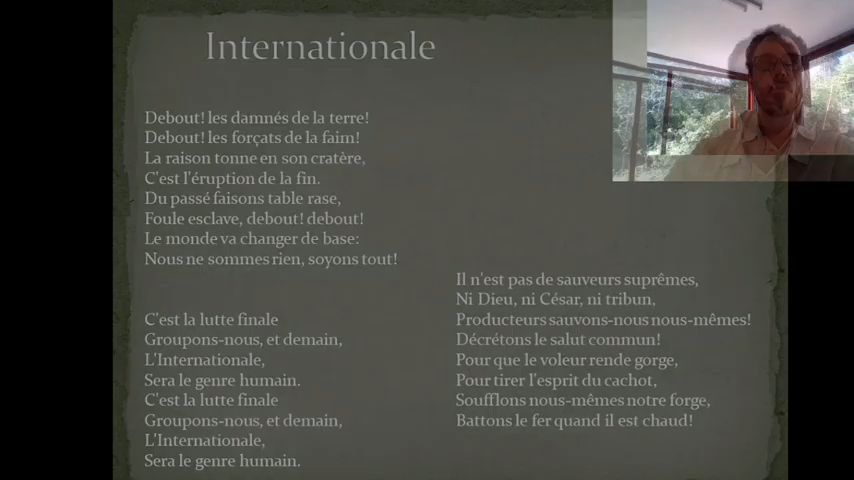 Internationale
Debout! les damnés de la terre!
Debout! les forçats de la faim!
La raison tonne en son cratère,
C'est l'éruption de la fin.
Du passé faisons table rase,
Foule esclave, debout! debout!
Le monde va changer de base:
Nous ne sommes rien, soyons tout!
C'est la lutte finale
Groupons-nous, et demain,
L'Internationale,
Sera le genre humain.
C'est la lutte finale
Groupons-nous, et demain,
L'Internationale,
Sera le genre humain.
Il n'est pas de sauveurs suprêmes,
Ni Dieu, ni César, ni tribun,
Producteurs sauvons-nous nous-mêmes!
Décrétons le salut commun!
Pour que le voleur rende gorge,
Pour tirer l'esprit du cachot,
Soufflons nous-mêmes notre forge,
Battons le fer quand il est chaud!